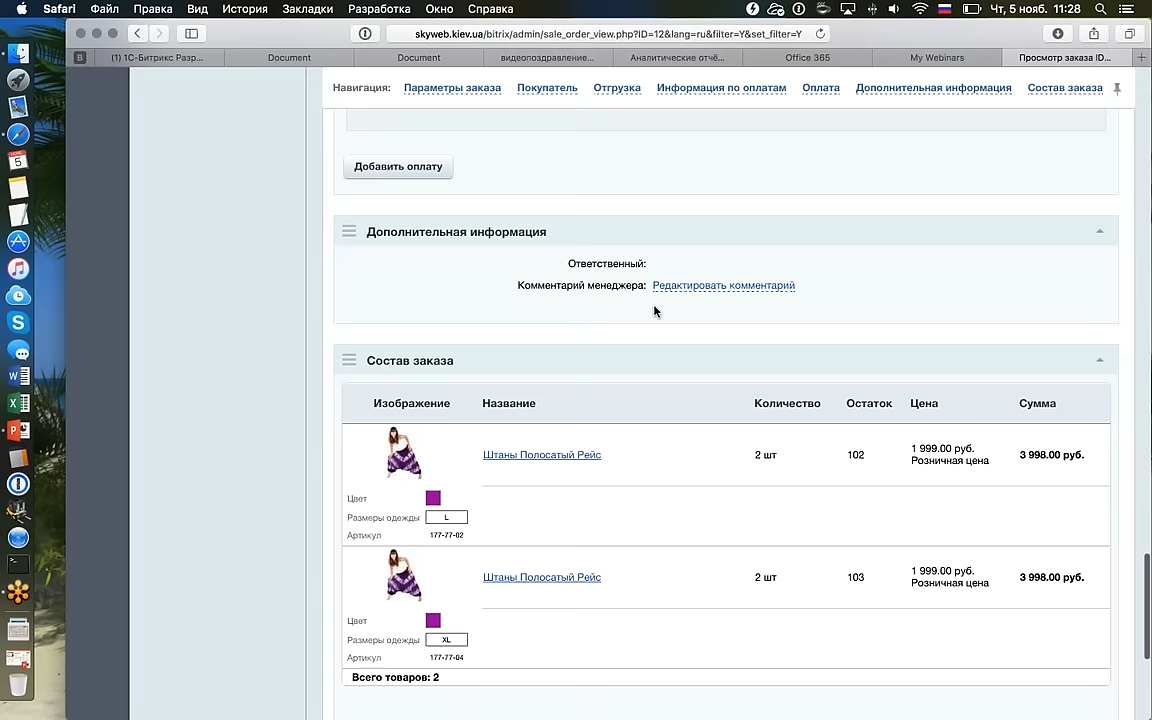 Safari Файл Правка Вид История Закладки Разработка Окно Справка Чт, 5 нояб. 11:28
skyweb.kiev.ua/bitrix/admin/sale_order_view.php?ID=12&lang=ru&filter=Y&set_filter=Y
B (1) 1С-Битрикс Разр... Document Document видеопоздравление... Аналитические отчё... Office 365 My Webinars Просмотр заказа ID...
Навигация: Параметры заказа Покупатель Отгрузка Информация по оплатам Оплата Дополнительная информация Состав заказа
Добавить оплату
Дополнительная информация
Ответственный:
Комментарий менеджера: Редактировать комментарий
Состав заказа
Изображение Название Количество Остаток Цена Сумма
Штаны Полосатый Рейс 2 шт 102 1 999.00 руб. 3 998.00 руб.
Розничная цена
Цвет
Размеры одежды L
Артикул 177-77-02
Штаны Полосатый Рейс 2 шт 103 1 999.00 руб. 3 998.00 руб.
Розничная цена
Цвет
Размеры одежды XL
Артикул 177-77-04
Всего товаров: 2